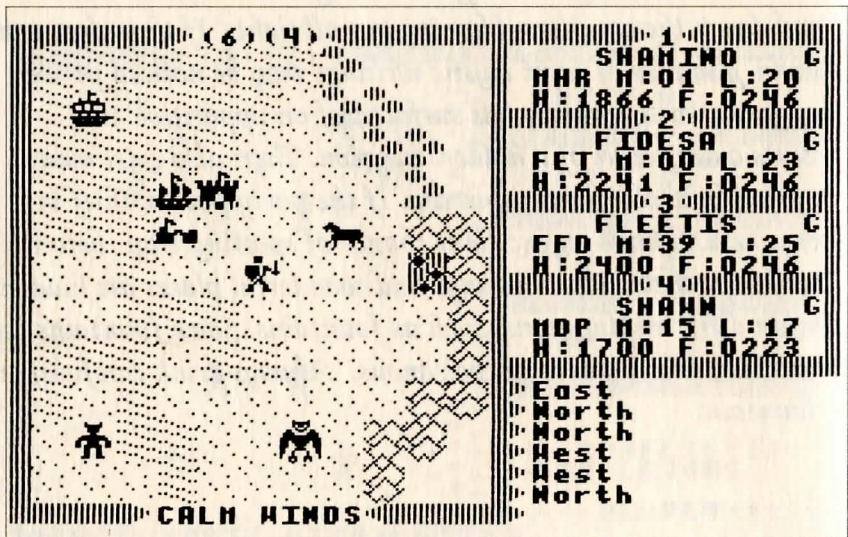 (6)(4)
1
SHAMINO G
MHR M:01 L:20
H:1866 F:0246
2
FIDESA G
FEL M:00 L:23
H:2241 F:0246
3
FLEETIS G
FFD M:39 L:25
H:2400 F:0246
4
SHAWN G
MDP M:15 L:17
H:1700 F:0223
East
North
North
West
West
North
CALM WINDS